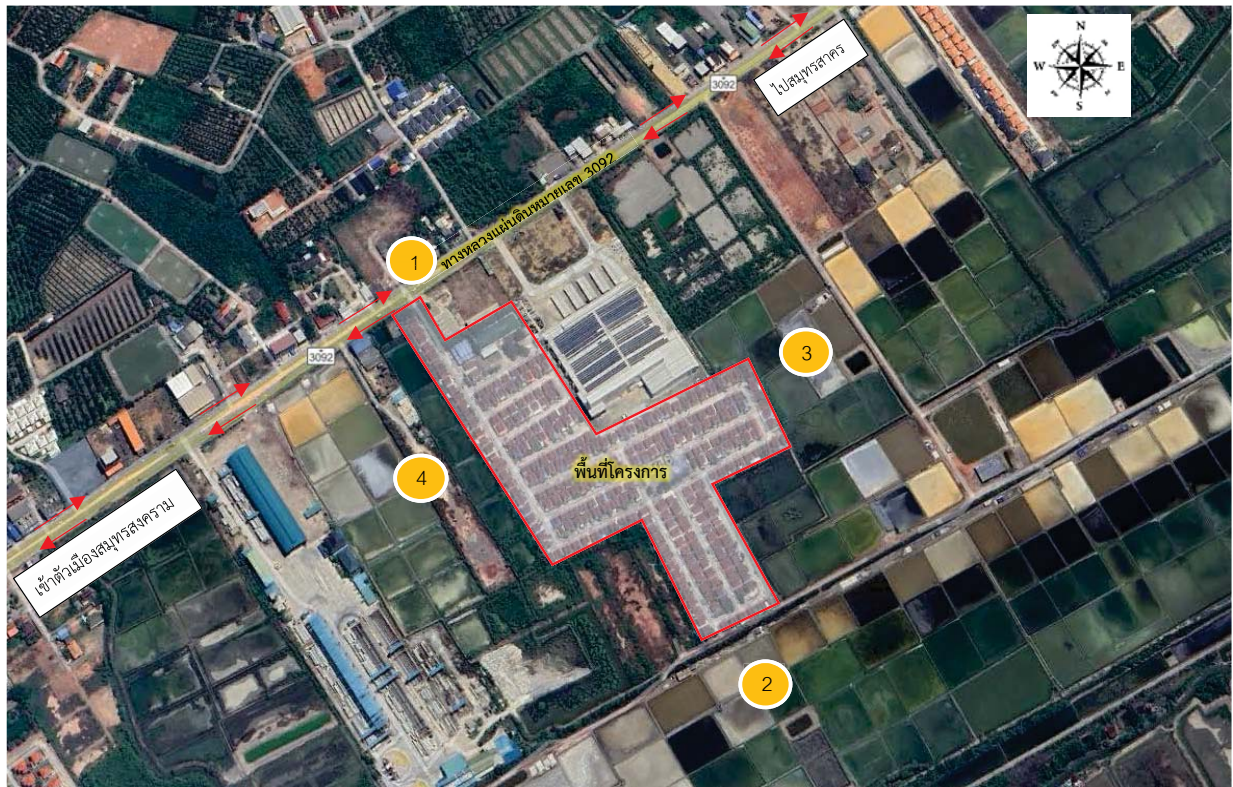 N
W E
S
ไปสมุทรสาคร
3092
ทางหลวงแผ่นดินหมายเลข 3092
1
3092
3
พื้นที่โครงการ
4
เข้าตัวเมืองสมุทรสงคราม
2